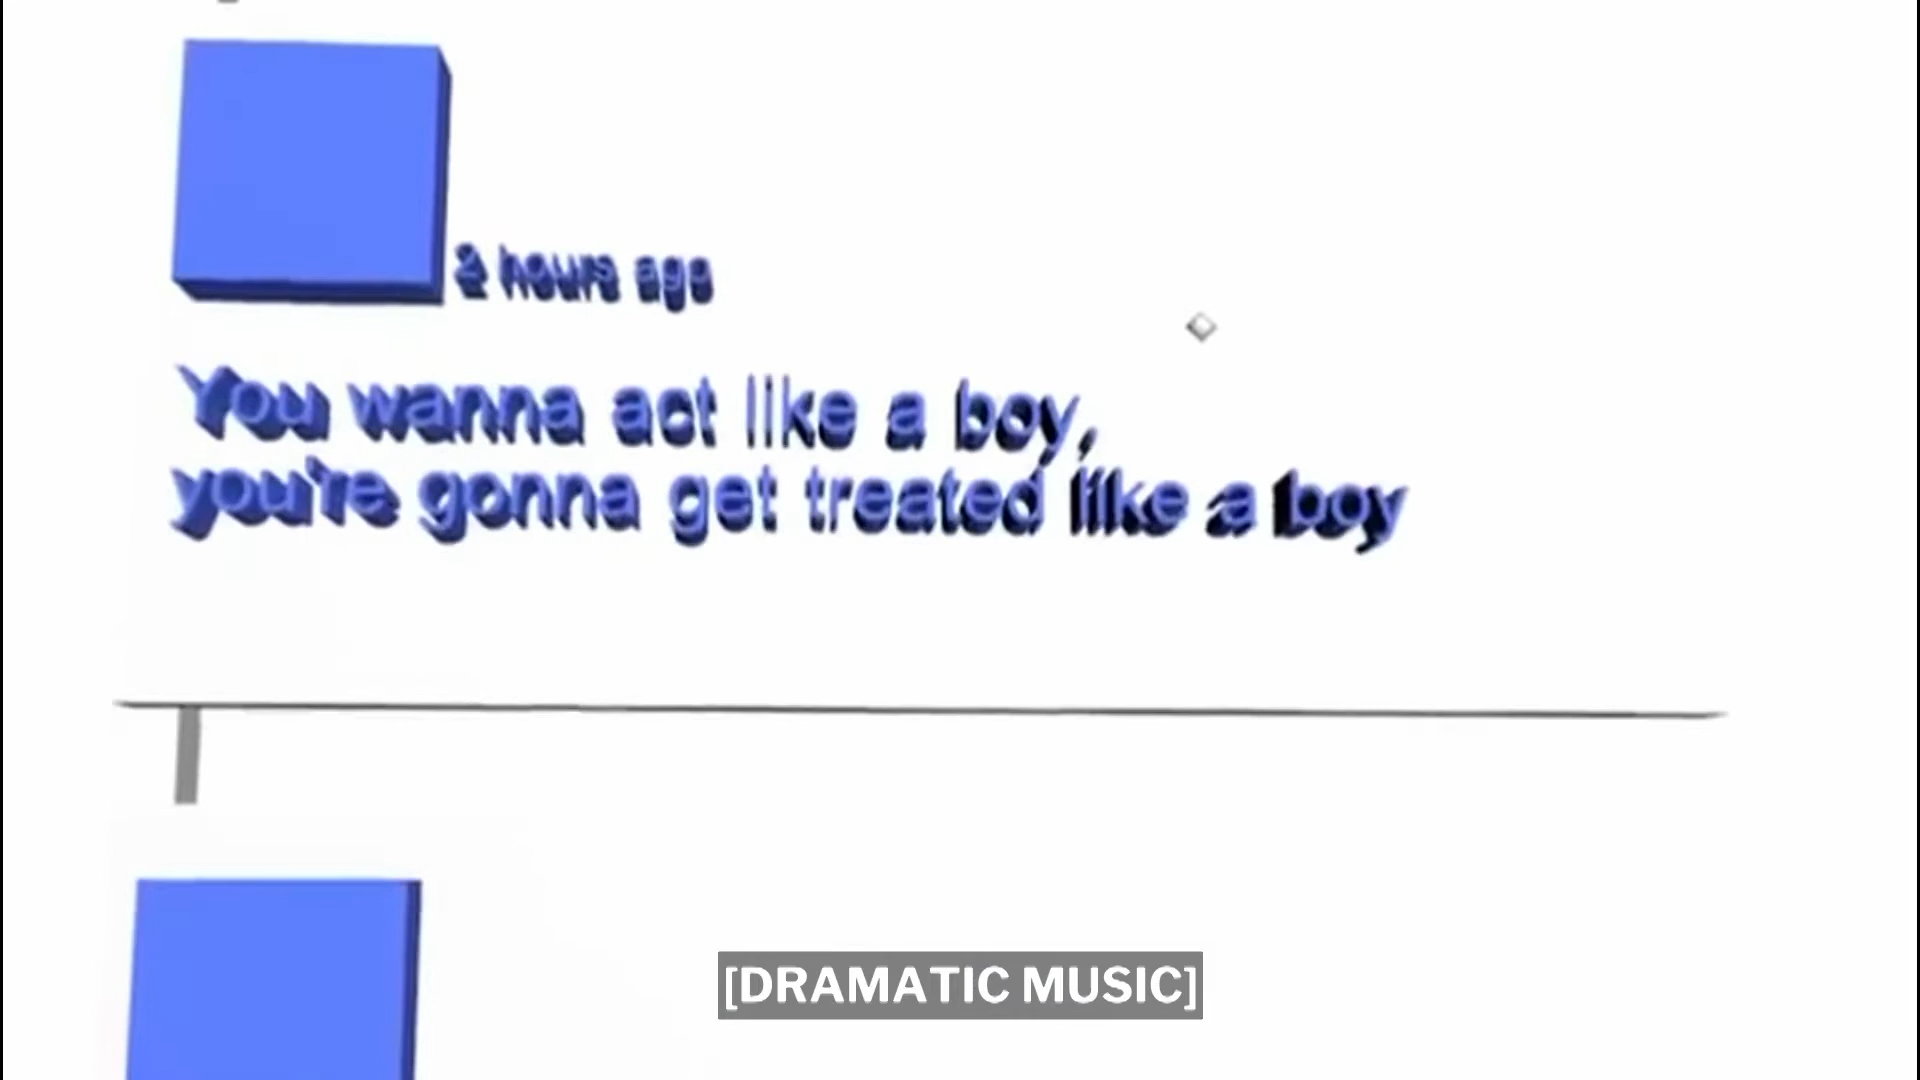 2 hours ago
You wanna act like a boy,
you're gonna get treated like a boy
[DRAMATIC MUSIC]